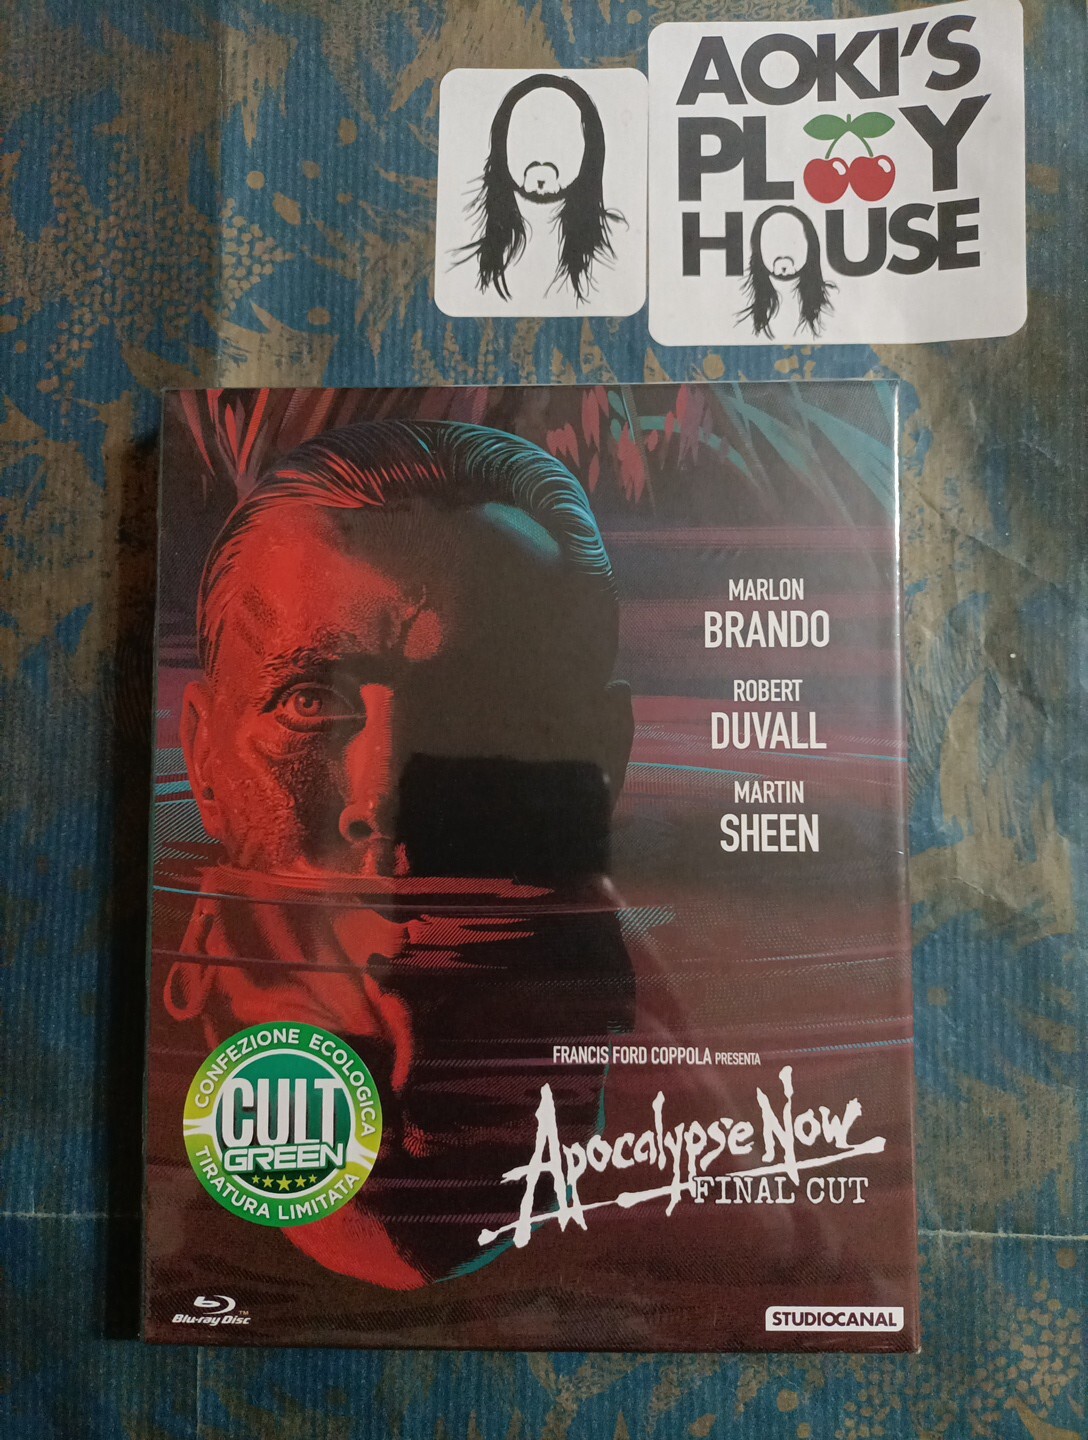 AOKI'S
PLAY
HOUSE
MARLON
BRANDO
ROBERT
DUVALL
MARTIN
SHEEN
FRANCIS FORD COPPOLA PRESENTA
Apocalypse Now
FINAL CUT
CONFEZIONE ECOLOGICA
CULT
GREEN
TIRATURA LIMITATA
Blu-ray Disc™
STUDIOCANAL